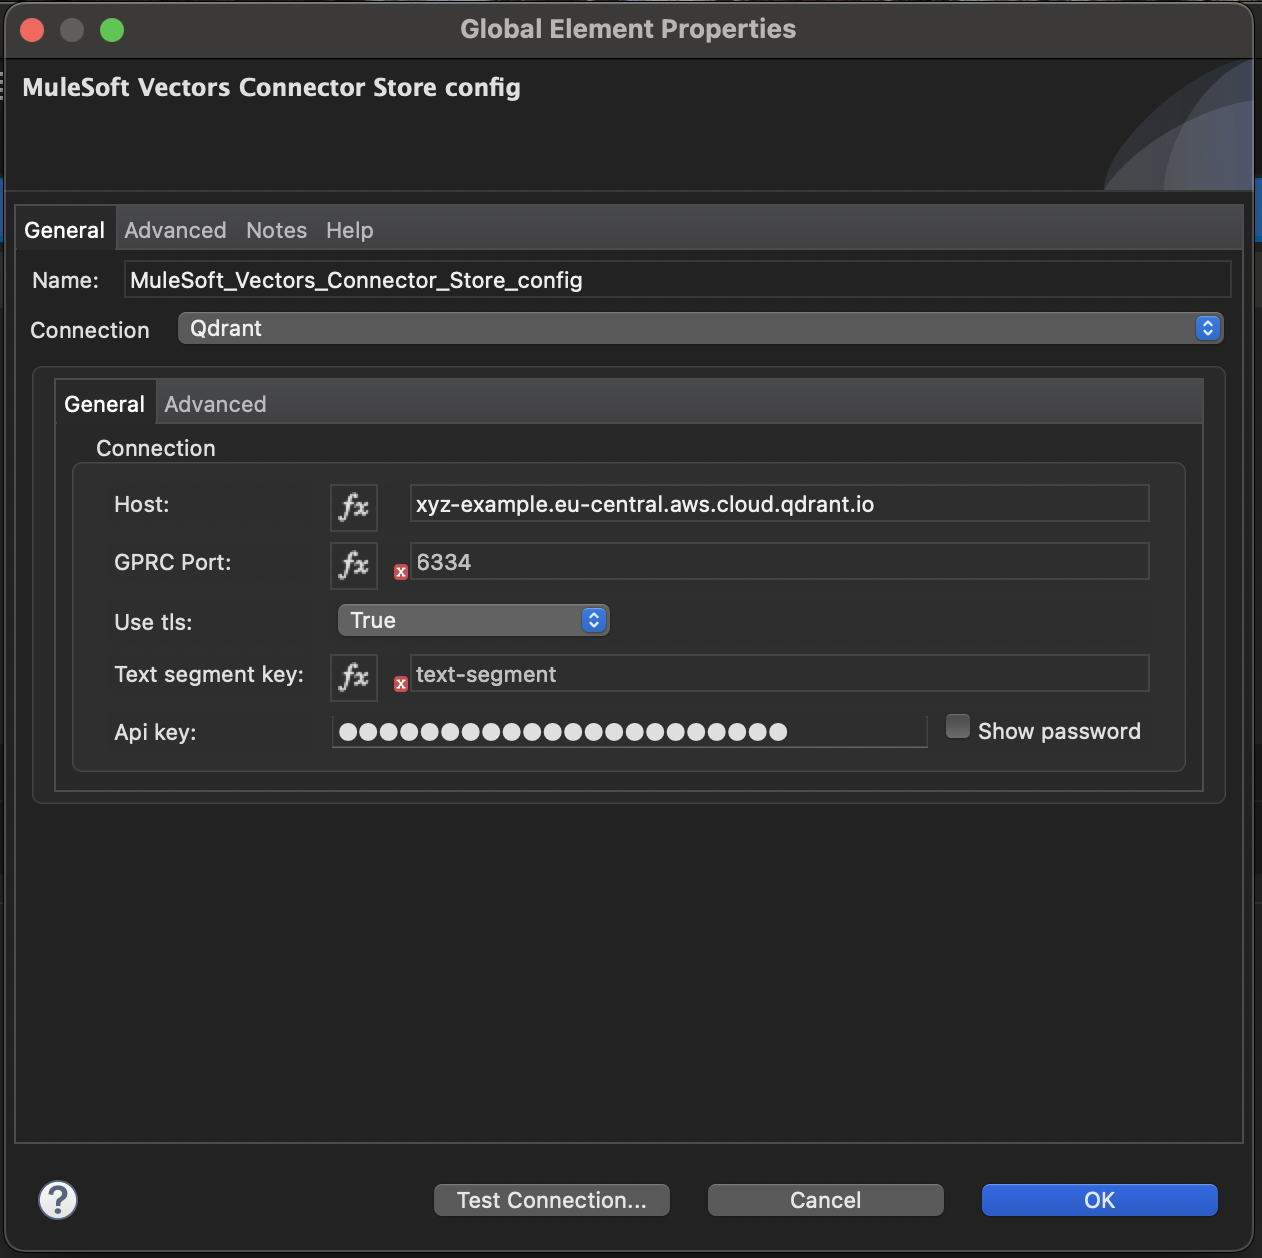 Global Element Properties
MuleSoft Vectors Connector Store config
General Advanced Notes Help
Name: MuleSoft_Vectors_Connector_Store_config
Connection Qdrant
General Advanced
Connection
Host: fx xyz-example.eu-central.aws.cloud.qdrant.io
GPRC Port: fx x 6334
Use tls: True
Text segment key: fx x text-segment
Api key: ●●●●●●●●●●●●●●●●●●●●●● Show password
? Test Connection... Cancel OK